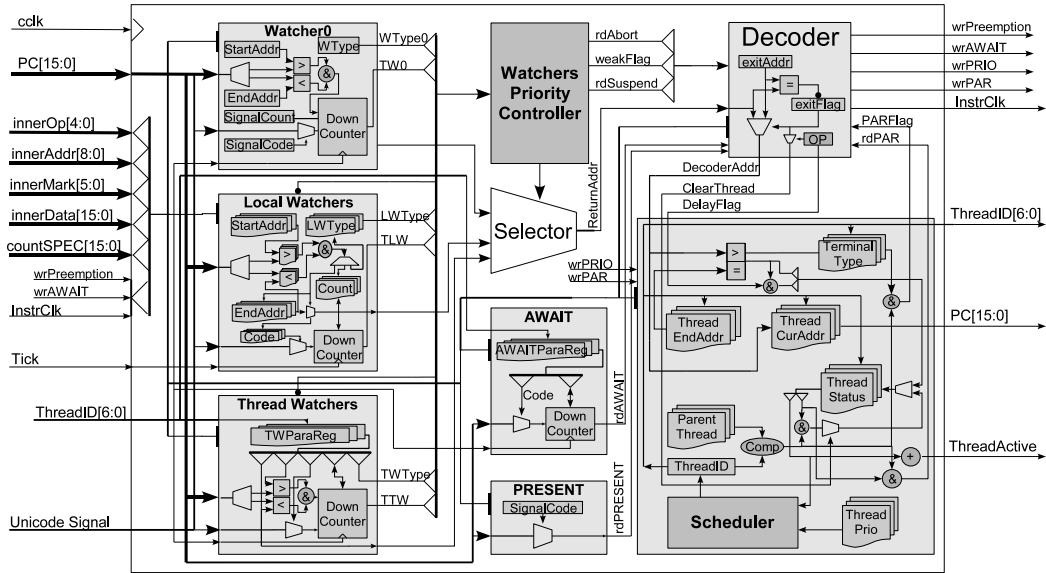 cclk
PC[15:0]
innerOp[4:0]
innerAddr[8:0]
innerMark[5:0]
innerData[15:0]
countSPEC[15:0]
wrPreemption
wrAWAIT
InstrClk
Tick
ThreadID[6:0]
Unicode Signal
Watcher0
StartAddr
WType
>
<
&
EndAddr
SignalCount
SignalCode
Down
Counter
WType0
TW0
Local Watchers
StartAddr
LWType
>
<
&
Count
EndAddr
Code
Down
Counter
LWType
TLW
Thread Watchers
TWParaReg
>
<
&
Down
Counter
TWType
TTW
Watchers
Priority
Controller
rdAbort
weakFlag
rdSuspend
Selector
ReturnAddr
AWAIT
AWAITParaReg
Code
Down
Counter
rdAWAIT
PRESENT
SignalCode
rdPRESENT
Decoder
exitAddr
=
exitFlag
OP
wrPreemption
wrAWAIT
wrPRIO
wrPAR
InstrClk
PARFlag
rdPAR
DecoderAddr
ClearThread
DelayFlag
ThreadID[6:0]
wrPRIO
wrPAR
>
=
&
Terminal
Type
&
Thread
EndAddr
Thread
CurAddr
PC[15:0]
Thread
Status
Parent
Thread
&
Comp
ThreadID
+
&
ThreadActive
Scheduler
Thread
Prio